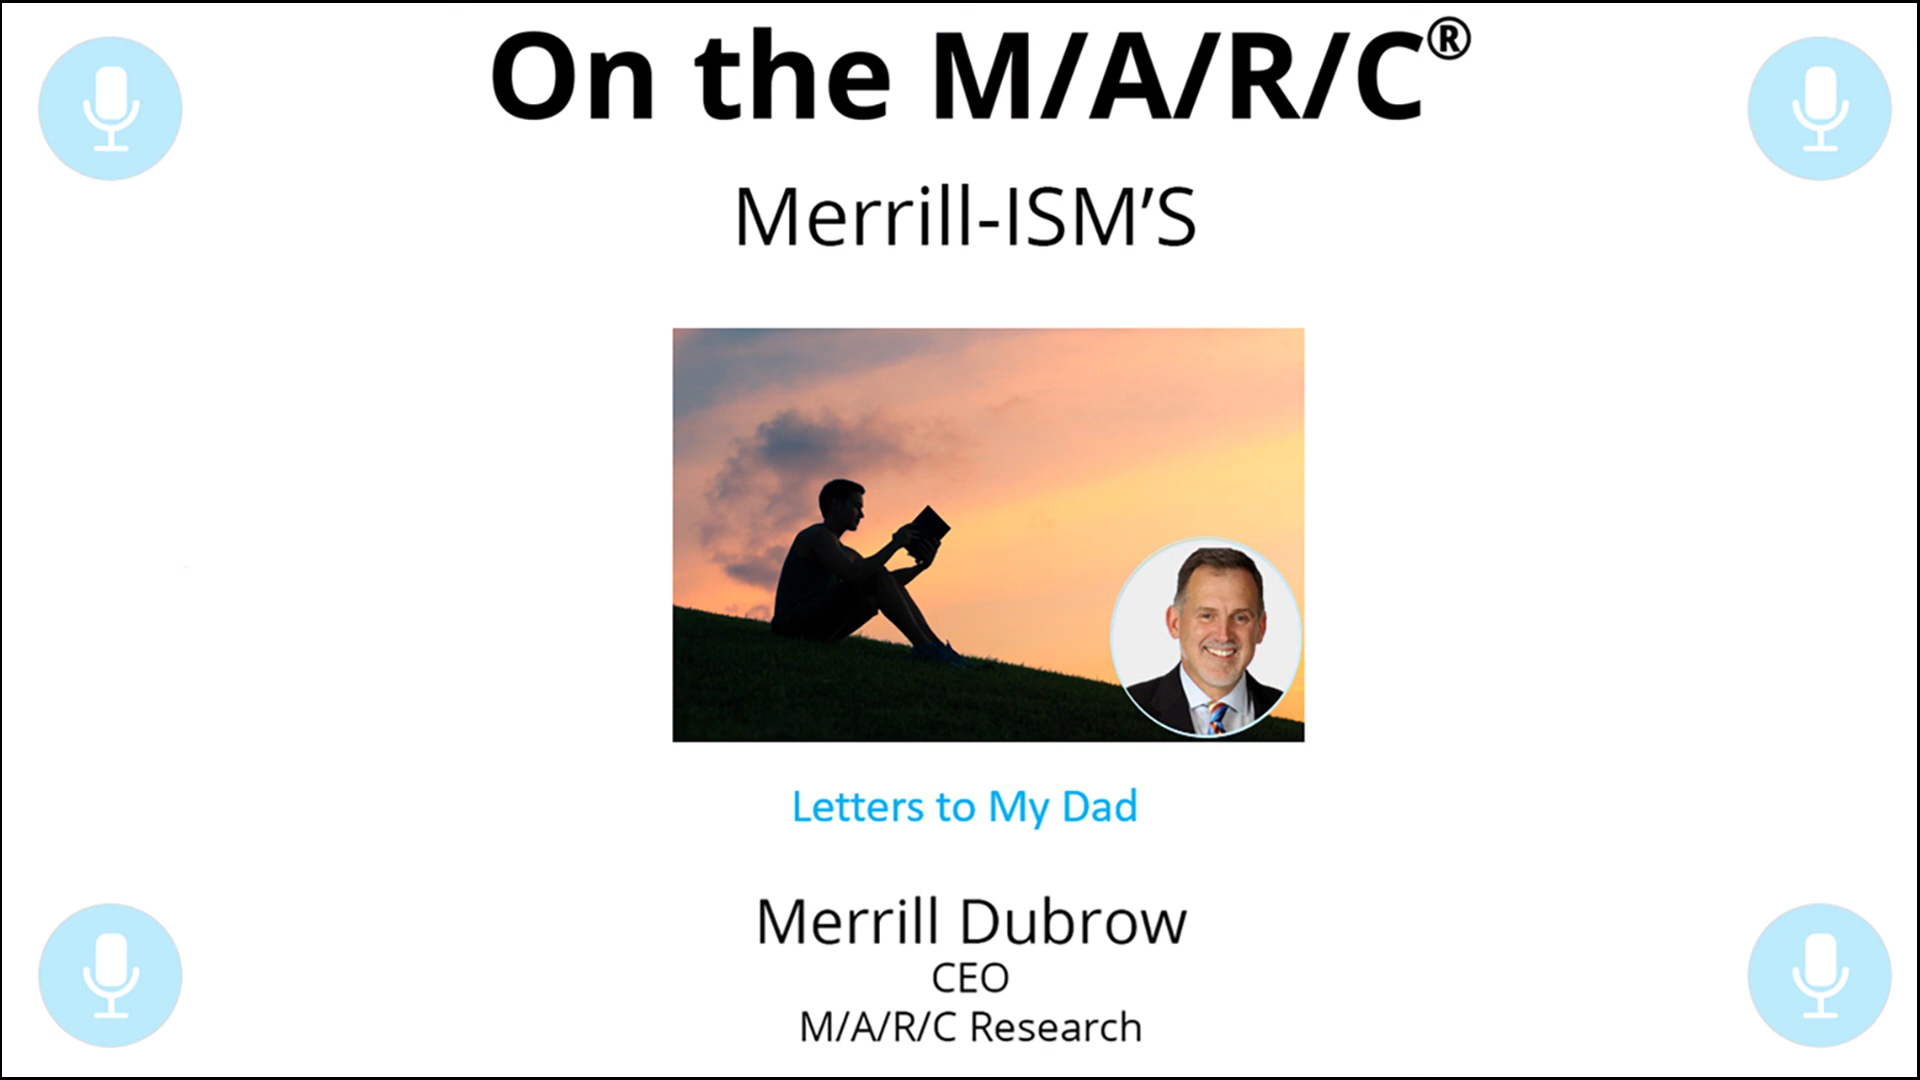 On the M/A/R/C®
Merrill-ISM’S
Letters to My Dad
Merrill Dubrow
CEO
M/A/R/C Research